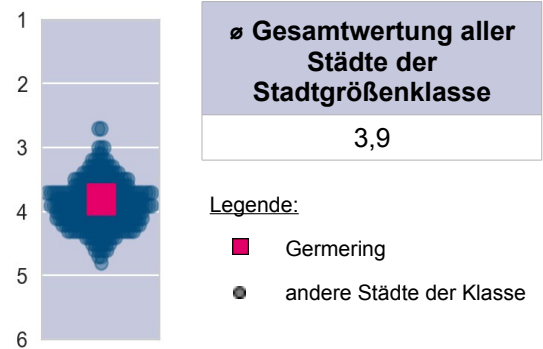 1
2
3
4
5
6
⌀ Gesamtwertung aller
Städte der
Stadtgrößenklasse
3,9
Legende:
Germering
andere Städte der Klasse